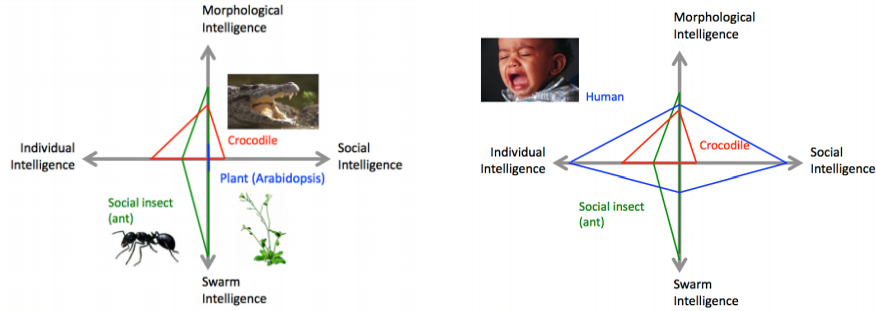 Morphological
Intelligence
Individual
Intelligence
Crocodile
Social
Intelligence
Plant (Arabidopsis)
Social insect
(ant)
Swarm
Intelligence
Morphological
Intelligence
Human
Individual
Intelligence
Crocodile
Social
Intelligence
Social insect
(ant)
Swarm
Intelligence